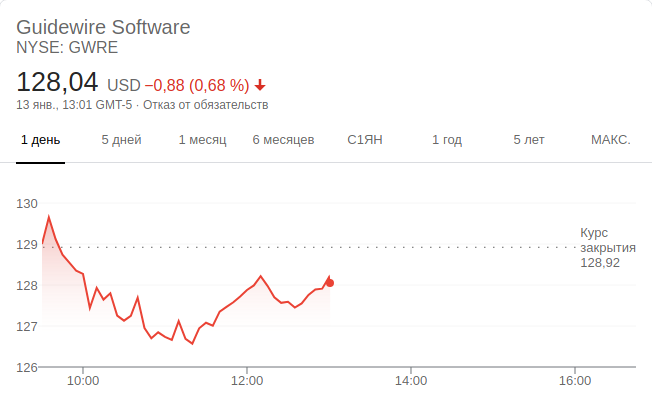 Guidewire Software
NYSE: GWRE
128,04 USD −0,88 (0,68 %)
13 янв., 13:01 GMT-5 · Отказ от обязательств
1 день 5 дней 1 месяц 6 месяцев С1ЯН 1 год 5 лет МАКС.
130
129
128
127
126
Курс
закрытия
128,92
10:00 12:00 14:00 16:00